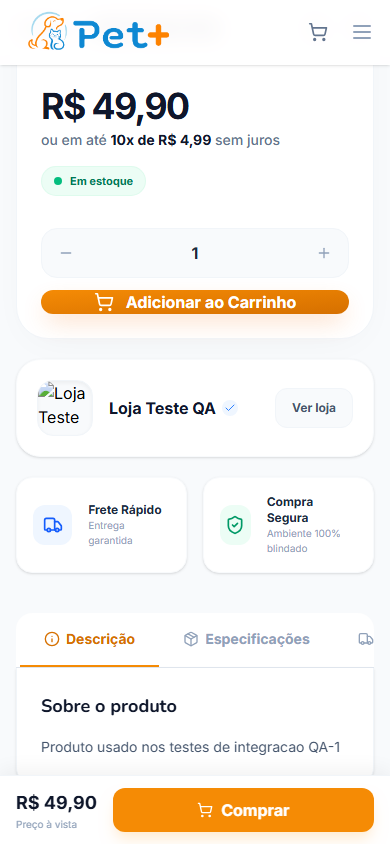 Pet+
R$ 49,90
ou em até 10x de R$ 4,99 sem juros
Em estoque
1
Adicionar ao Carrinho
Loja
Teste
Loja Teste QA
Ver loja
Frete Rápido
Entrega
garantida
Compra
Segura
Ambiente 100%
blindado
Descrição
Especificações
Sobre o produto
Produto usado nos testes de integracao QA-1
R$ 49,90
Preço à vista
Comprar